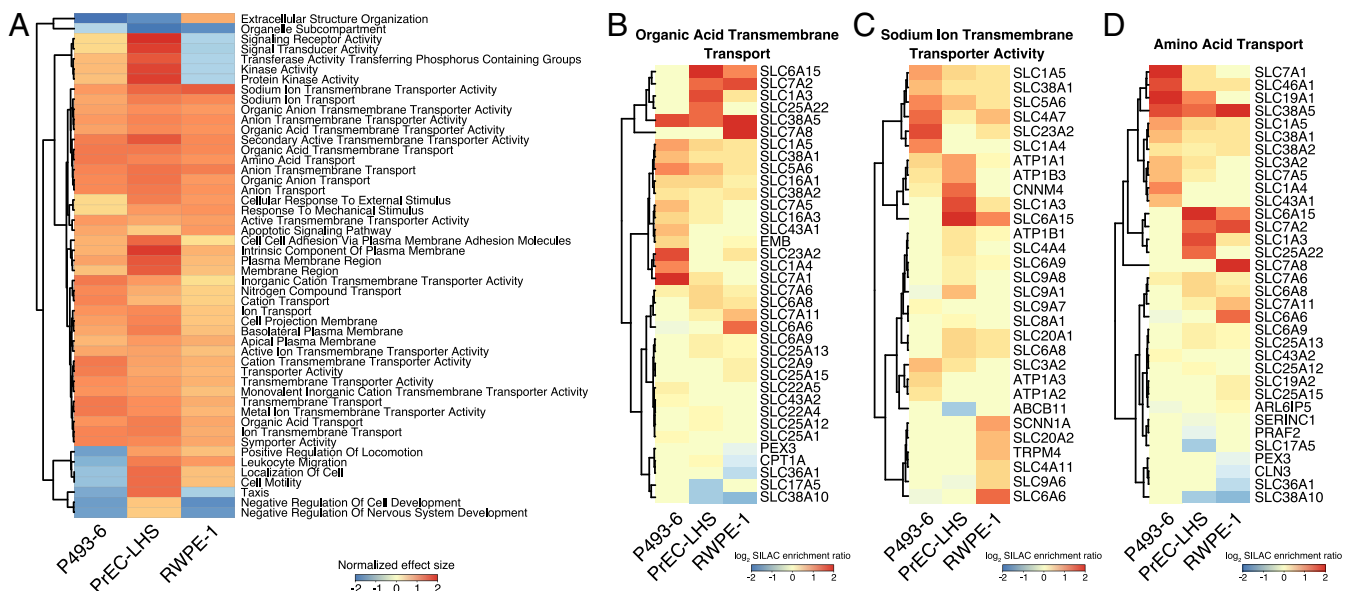 A
Extracellular Structure Organization
Organelle Subcompartment
Signaling Receptor Activity
Signal Transducer Activity
Transferase Activity Transferring Phosphorus Containing Groups
Kinase Activity
Protein Kinase Activity
Sodium Ion Transmembrane Transporter Activity
Sodium Ion Transport
Organic Anion Transmembrane Transporter Activity
Anion Transmembrane Transporter Activity
Organic Acid Transmembrane Transporter Activity
Secondary Active Transmembrane Transporter Activity
Organic Acid Transmembrane Transport
Amino Acid Transport
Anion Transmembrane Transport
Organic Anion Transport
Anion Transport
Cellular Response To External Stimulus
Response To Mechanical Stimulus
Active Transmembrane Transporter Activity
Apoptotic Signaling Pathway
Cell Cell Adhesion Via Plasma Membrane Adhesion Molecules
Intrinsic Component Of Plasma Membrane
Plasma Membrane Region
Membrane Region
Inorganic Cation Transmembrane Transporter Activity
Nitrogen Compound Transport
Cation Transport
Ion Transport
Cell Projection Membrane
Basolateral Plasma Membrane
Apical Plasma Membrane
Active Ion Transmembrane Transporter Activity
Cation Transmembrane Transporter Activity
Transporter Activity
Transmembrane Transporter Activity
Monovalent Inorganic Cation Transmembrane Transporter Activity
Transmembrane Transport
Metal Ion Transmembrane Transporter Activity
Organic Acid Transport
Ion Transmembrane Transport
Symporter Activity
Positive Regulation Of Locomotion
Leukocyte Migration
Localization Of Cell
Cell Motility
Taxis
Negative Regulation Of Cell Development
Negative Regulation Of Nervous System Development
P493-6
PrEC-LHS
RWPE-1
Normalized effect size
-2 -1 0 1 2
B
Organic Acid Transmembrane
Transport
SLC6A15
SLC7A2
SLC1A3
SLC25A22
SLC38A5
SLC7A8
SLC1A5
SLC38A1
SLC5A6
SLC16A1
SLC38A2
SLC7A5
SLC16A3
SLC43A1
EMB
SLC23A2
SLC1A4
SLC7A1
SLC7A6
SLC6A8
SLC7A11
SLC6A6
SLC6A9
SLC25A13
SLC2A9
SLC25A15
SLC22A5
SLC43A2
SLC22A4
SLC25A12
SLC25A1
PEX3
CPT1A
SLC36A1
SLC17A5
SLC38A10
P493-6
PrEC-LHS
RWPE-1
log₂ SILAC enrichment ratio
-2 -1 0 1 2
C
Sodium Ion Transmembrane
Transporter Activity
SLC1A5
SLC38A1
SLC5A6
SLC4A7
SLC23A2
SLC1A4
ATP1A1
ATP1B3
CNNM4
SLC1A3
SLC6A15
ATP1B1
SLC4A4
SLC6A9
SLC9A8
SLC9A1
SLC9A7
SLC8A1
SLC20A1
SLC6A8
SLC3A2
ATP1A3
ATP1A2
ABCB11
SCNN1A
SLC20A2
TRPM4
SLC4A11
SLC9A6
SLC6A6
P493-6
PrEC-LHS
RWPE-1
log₂ SILAC enrichment ratio
-2 -1 0 1 2
D
Amino Acid Transport
SLC7A1
SLC46A1
SLC19A1
SLC38A5
SLC1A5
SLC38A1
SLC38A2
SLC3A2
SLC7A5
SLC1A4
SLC43A1
SLC6A15
SLC7A2
SLC1A3
SLC25A22
SLC7A8
SLC7A6
SLC6A8
SLC7A11
SLC6A6
SLC6A9
SLC25A13
SLC43A2
SLC25A12
SLC19A2
SLC25A15
ARL6IP5
SERINC1
PRAF2
SLC17A5
PEX3
CLN3
SLC36A1
SLC38A10
P493-6
PrEC-LHS
RWPE-1
log₂ SILAC enrichment ratio
-2 -1 0 1 2